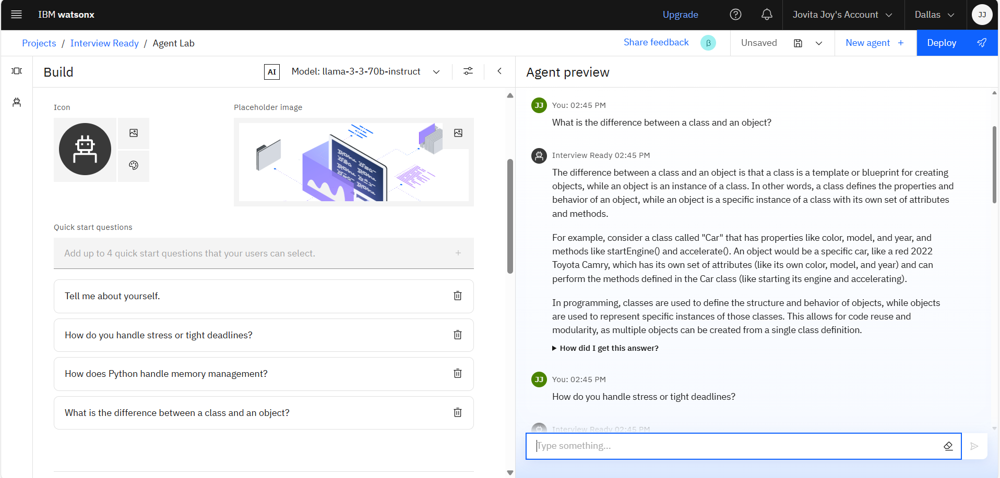 IBM watsonx
Upgrade
Jovita Joy's Account
Dallas
JJ
Projects / Interview Ready / Agent Lab
Share feedback
β
Unsaved
New agent +
Deploy
Build
AI
Model: llama-3-3-70b-instruct
Icon
Placeholder image
Quick start questions
Add up to 4 quick start questions that your users can select.
Tell me about yourself.
How do you handle stress or tight deadlines?
How does Python handle memory management?
What is the difference between a class and an object?
Agent preview
JJ
You: 02:45 PM
What is the difference between a class and an object?
Interview Ready 02:45 PM
The difference between a class and an object is that a class is a template or blueprint for creating
objects, while an object is an instance of a class. In other words, a class defines the properties and
behavior of an object, while an object is a specific instance of a class with its own set of attributes
and methods.
For example, consider a class called "Car" that has properties like color, model, and year, and
methods like startEngine() and accelerate(). An object would be a specific car, like a red 2022
Toyota Camry, which has its own set of attributes (like its own color, model, and year) and can
perform the methods defined in the Car class (like starting its engine and accelerating).
In programming, classes are used to define the structure and behavior of objects, while objects
are used to represent specific instances of those classes. This allows for code reuse and
modularity, as multiple objects can be created from a single class definition.
How did I get this answer?
JJ
You: 02:45 PM
How do you handle stress or tight deadlines?
Interview Ready 02:45 PM
Type something...